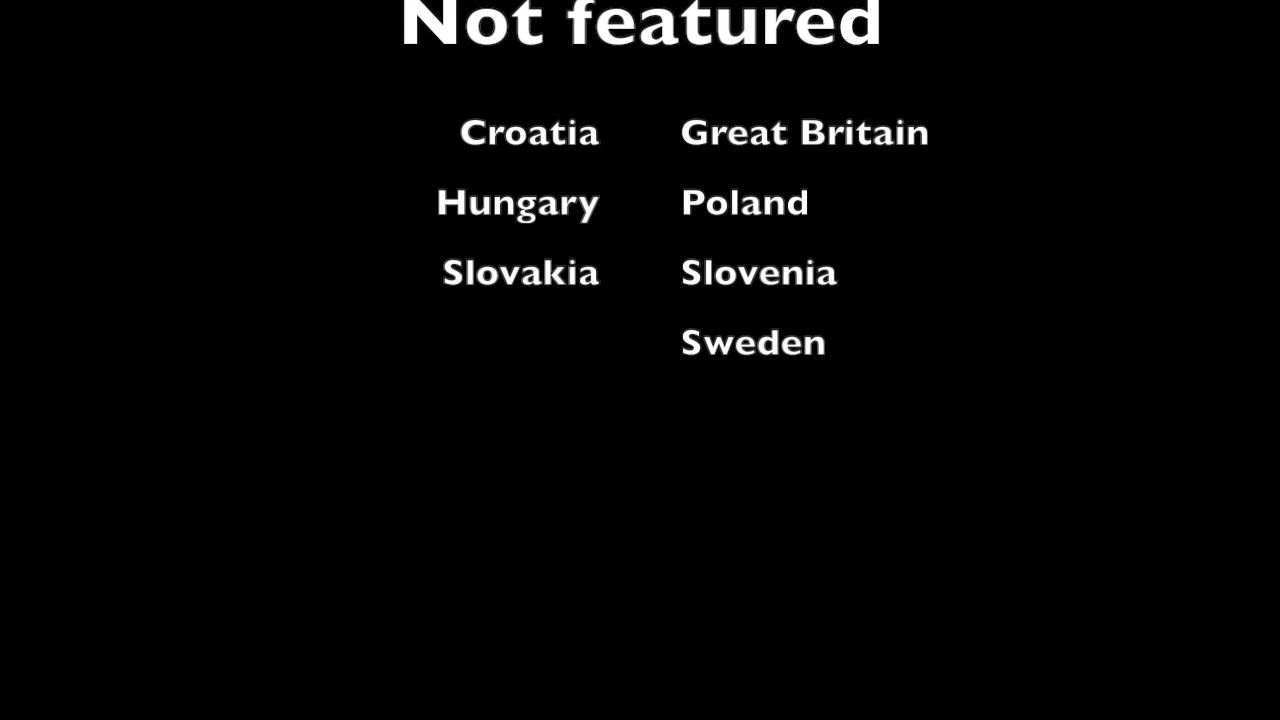 Not featured
Croatia Great Britain
Hungary Poland
Slovakia Slovenia
Sweden